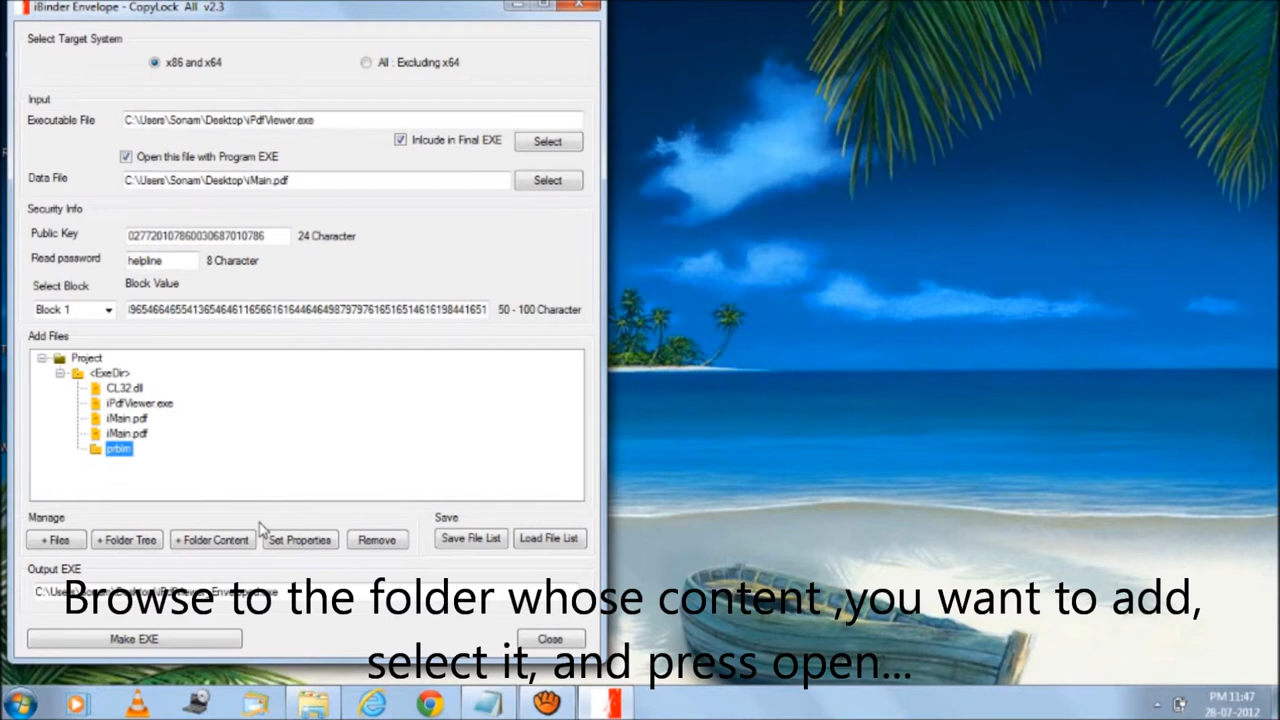 iBinder Envelope - CopyLock All v2.3
Select Target System
x86 and x64
All : Excluding x64
Input
Executable File
C:\Users\Sonam\Desktop\iPdfViewer.exe
Inlcude in Final EXE
Select
Open this file with Program EXE
Data File
C:\Users\Sonam\Desktop\iMain.pdf
Select
Security Info
Public Key
027720107860030687010786
24 Character
Read password
helpline
8 Character
Select Block
Block Value
Block 1
50 - 100 Character
Add Files
Project
<ExeDir>
CL32.dll
iPdfViewer.exe
iMain.pdf
iMain.pdf
prblm
Manage
Save
+ Files
+ Folder Tree
+ Folder Content
Set Properties
Remove
Save File List
Load File List
Output EXE
Browse to the folder whose content ,you want to add,
select it, and press open...
Make EXE
Close
PM 11:47
28-07-2012